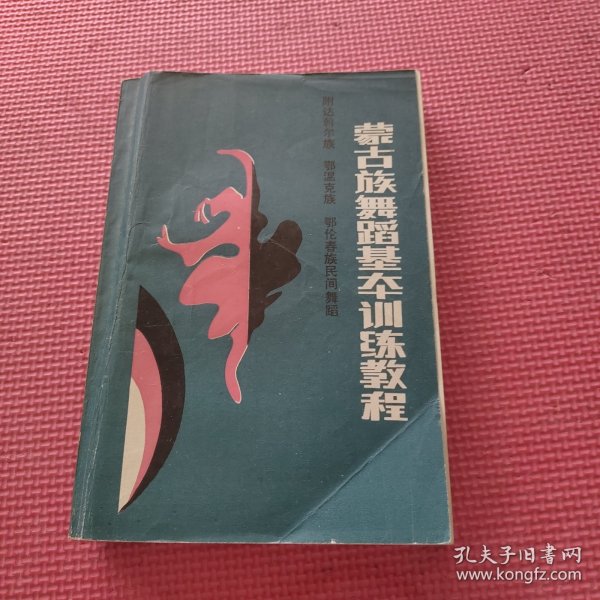 蒙古族舞蹈基本训练教程
附达斡尔族 鄂温克族 鄂伦春族民间舞蹈
孔夫子旧书网
www.kongfz.com